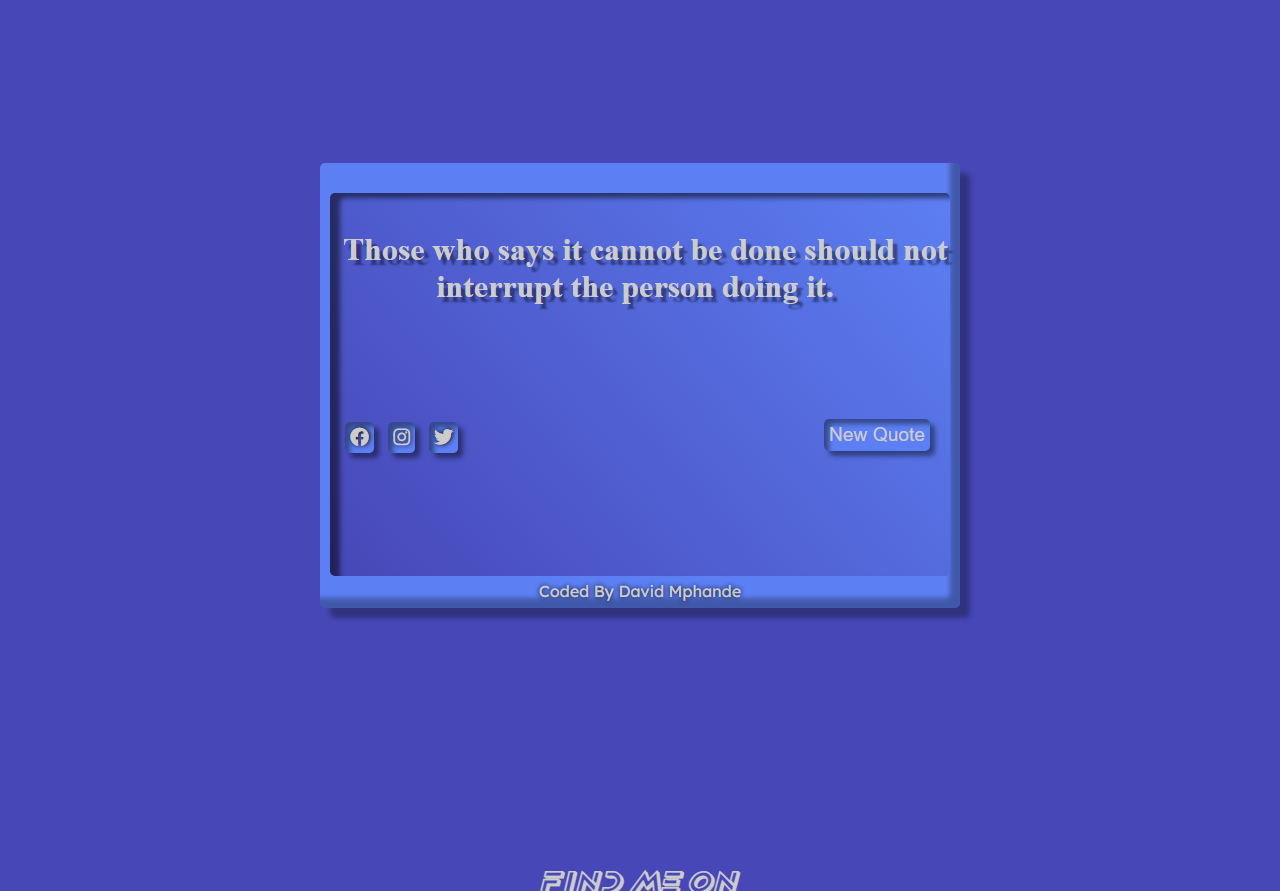 Those who says it cannot be done should not
interrupt the person doing it.
New Quote
Coded By David Mphande
FIND ME ON